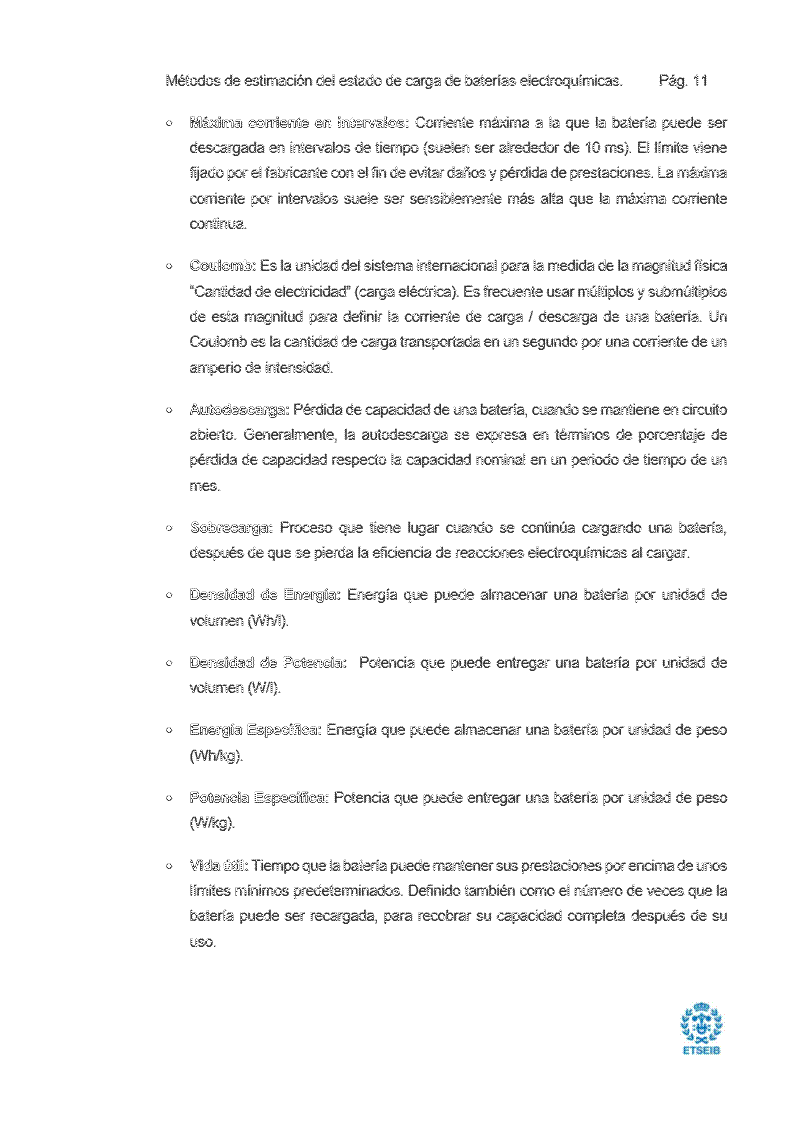 Métodos de estimación del estado de carga de baterías electroquímicas. Pág. 11
◦ Máxima corriente en intervalos: Corriente máxima a la que la batería puede ser
descargada en intervalos de tiempo (suelen ser alrededor de 10 ms). El límite viene
fijado por el fabricante con el fin de evitar daños y pérdida de prestaciones. La máxima
corriente por intervalos suele ser sensiblemente más alta que la máxima corriente
continua.
◦ Coulomb: Es la unidad del sistema internacional para la medida de la magnitud física
“Cantidad de electricidad” (carga eléctrica). Es frecuente usar múltiplos y submúltiplos
de esta magnitud para definir la corriente de carga / descarga de una batería. Un
Coulomb es la cantidad de carga transportada en un segundo por una corriente de un
amperio de intensidad.
◦ Autodescarga: Pérdida de capacidad de una batería, cuando se mantiene en circuito
abierto. Generalmente, la autodescarga se expresa en términos de porcentaje de
pérdida de capacidad respecto la capacidad nominal en un periodo de tiempo de un
mes.
◦ Sobrecarga: Proceso que tiene lugar cuando se continúa cargando una batería,
después de que se pierda la eficiencia de reacciones electroquímicas al cargar.
◦ Densidad de Energía: Energía que puede almacenar una batería por unidad de
volumen (Wh/l).
◦ Densidad de Potencia: Potencia que puede entregar una batería por unidad de
volumen (W/l).
◦ Energía Específica: Energía que puede almacenar una batería por unidad de peso
(Wh/kg).
◦ Potencia Específica: Potencia que puede entregar una batería por unidad de peso
(W/kg).
◦ Vida útil: Tiempo que la batería puede mantener sus prestaciones por encima de unos
límites mínimos predeterminados. Definido también como el número de veces que la
batería puede ser recargada, para recobrar su capacidad completa después de su
uso.
ETSEIB